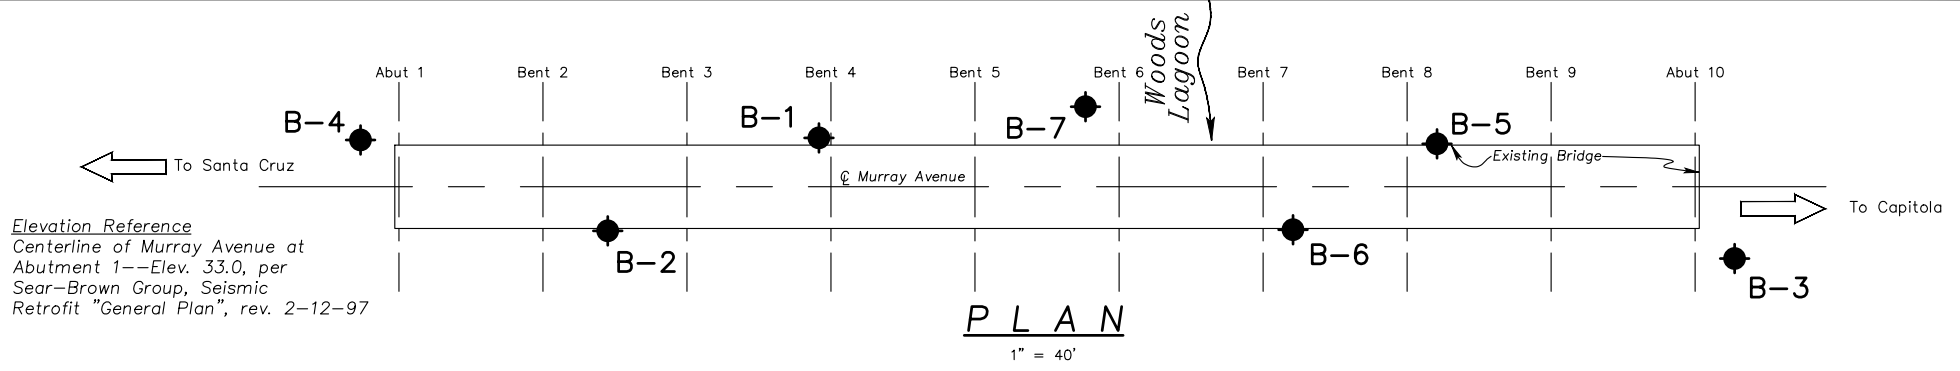 Abut 1
Bent 2
Bent 3
Bent 4
Bent 5
Bent 6
Woods
Lagoon
Bent 7
Bent 8
Bent 9
Abut 10
B-4
B-1
B-7
B-5
To Santa Cruz
℄ Murray Avenue
Existing Bridge
To Capitola
Elevation Reference
Centerline of Murray Avenue at
Abutment 1--Elev. 33.0, per
Sear-Brown Group, Seismic
Retrofit "General Plan", rev. 2-12-97
B-2
B-6
B-3
PLAN
1" = 40'